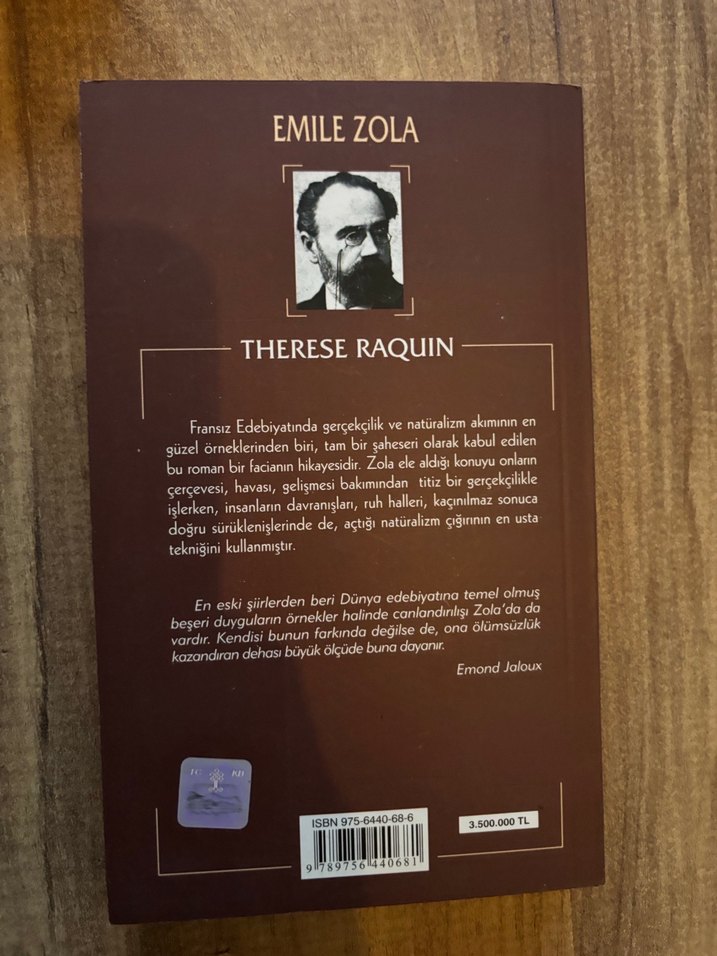 EMILE ZOLA
THERESE RAQUIN
Fransız Edebiyatında gerçekçilik ve natüralizm akımının en
güzel örneklerinden biri, tam bir şaheseri olarak kabul edilen
bu roman bir facianın hikayesidir. Zola ele aldığı konuyu onların
çerçevesi, havası, gelişmesi bakımından titiz bir gerçekçilikle
işlerken, insanların davranışları, ruh halleri, kaçınılmaz sonuca
doğru sürüklenişlerinde de, açtığı natüralizm çığırının en usta
tekniğini kullanmıştır.
En eski şiirlerden beri Dünya edebiyatına temel olmuş
beşeri duyguların örnekler halinde canlandırılışı Zola'da da
vardır. Kendisi bunun farkında değilse de, ona ölümsüzlük
kazandıran dehası büyük ölçüde buna dayanır.
Emond Jaloux
TC KB
ISBN 975-6440-68-6
3.500.000 TL
9 789756 440681